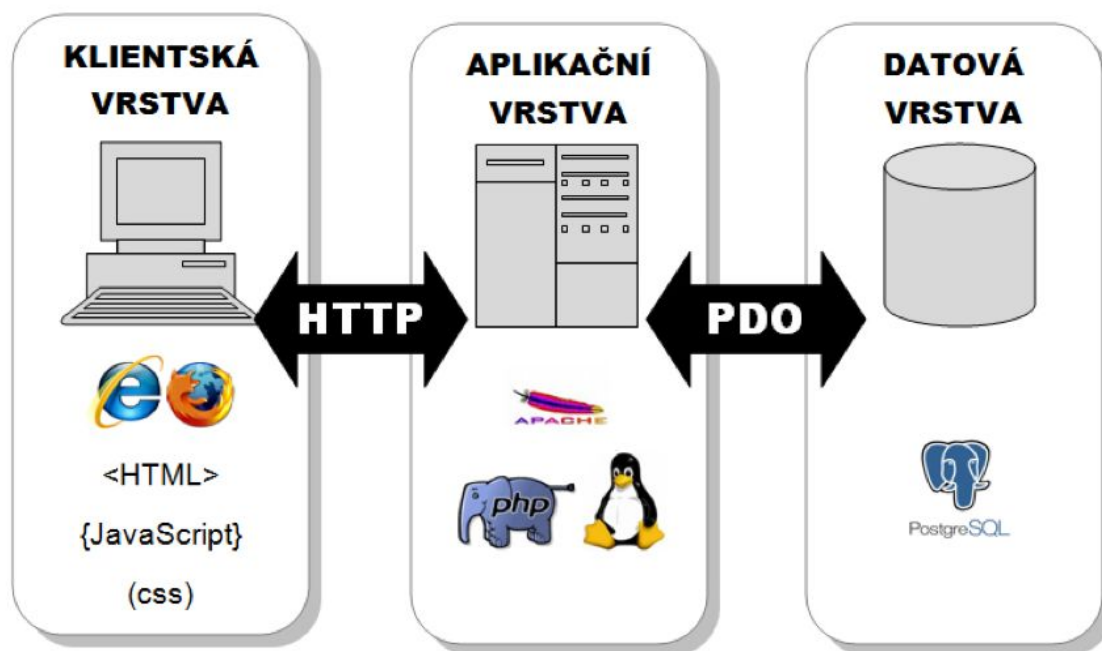 KLIENTSKÁ
VRSTVA
HTTP
<HTML>
{JavaScript}
(css)
APLIKAČNÍ
VRSTVA
PDO
APACHE
php
DATOVÁ
VRSTVA
PostgreSQL